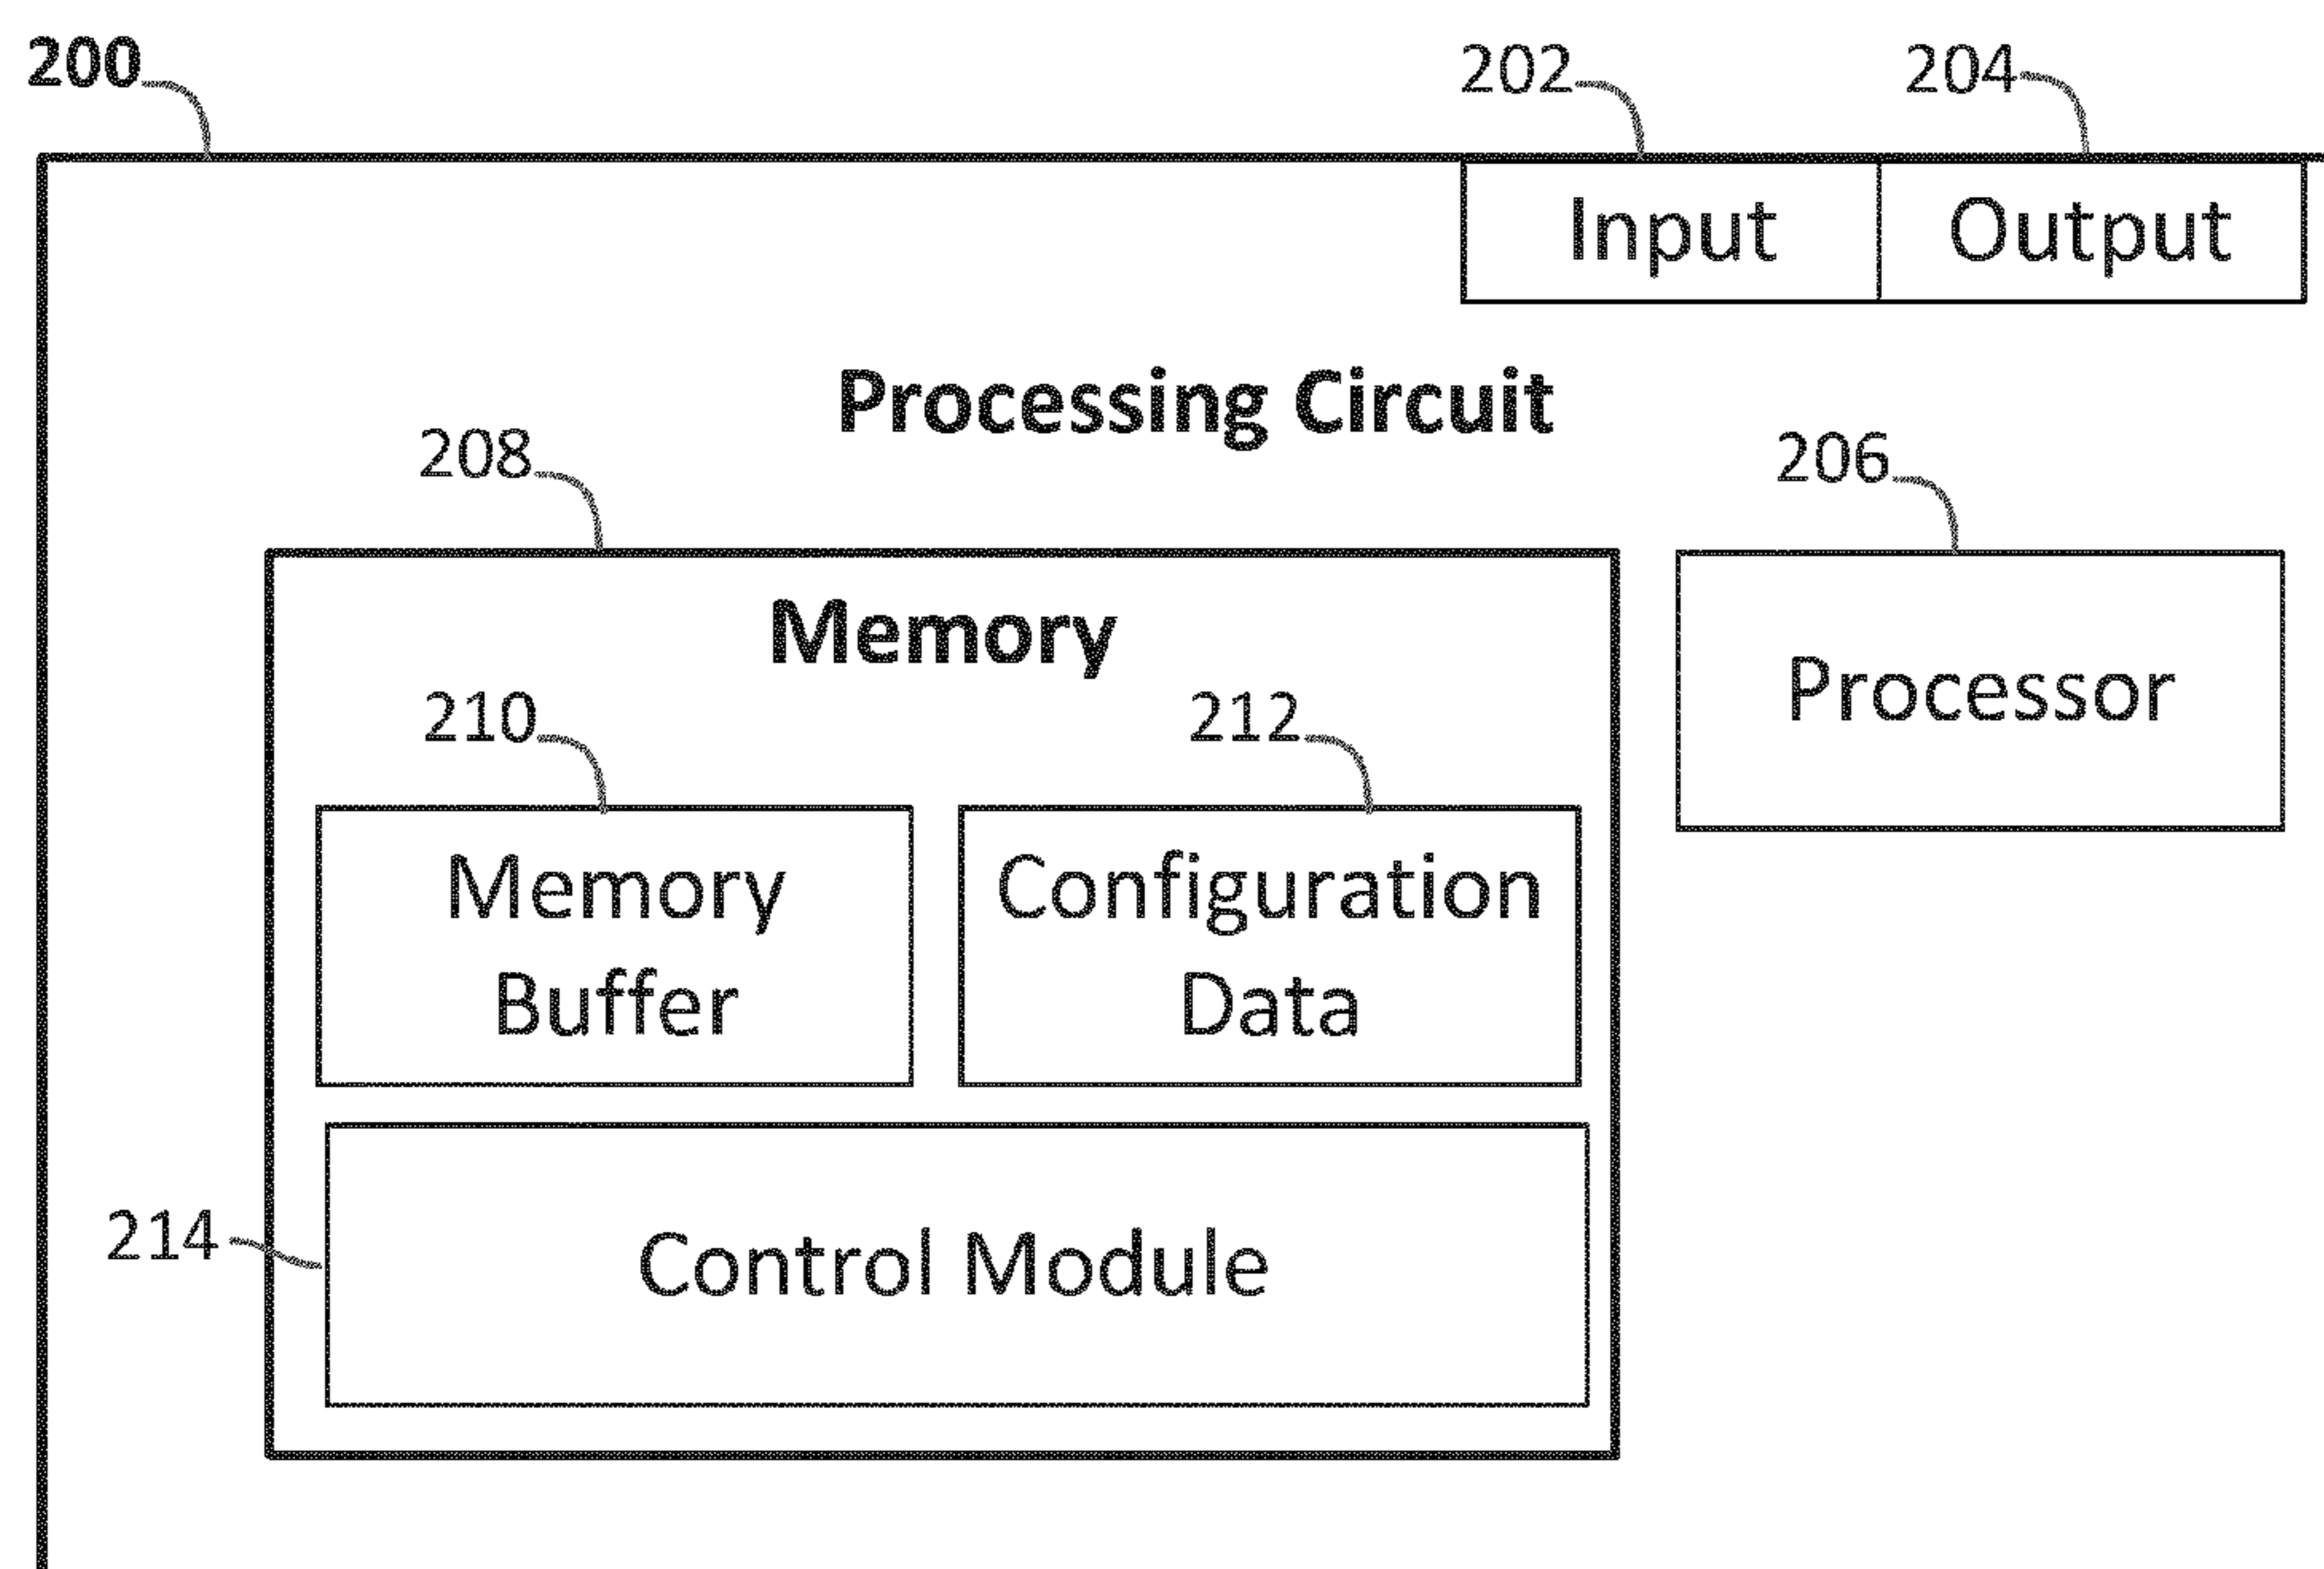 200
202
204
Input
Output
Processing Circuit
208
206
Memory
Processor
210
212
Memory
Buffer
Configuration
Data
214
Control Module